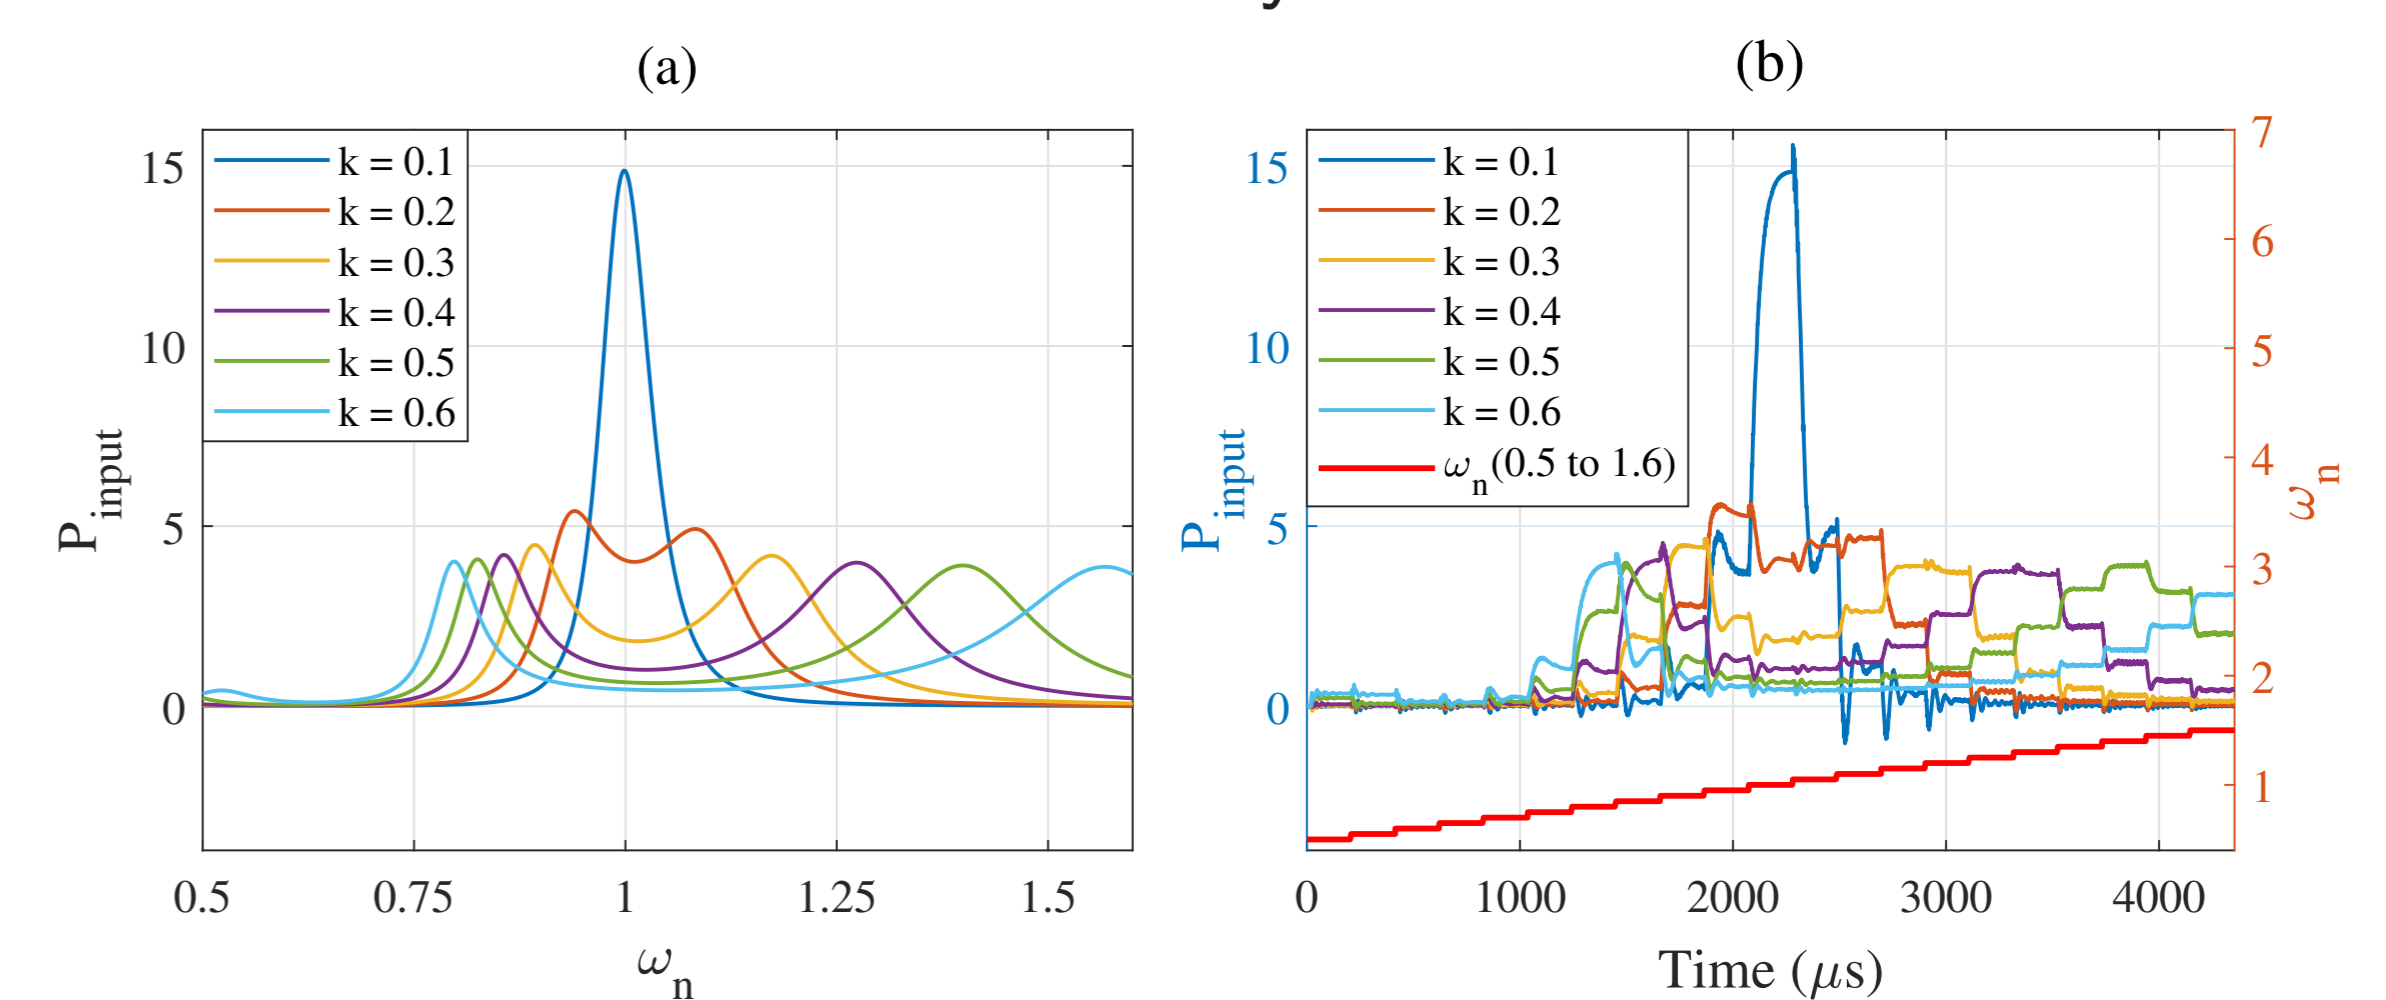 (a)
15
10
5
0
P_input
k = 0.1
k = 0.2
k = 0.3
k = 0.4
k = 0.5
k = 0.6
0.5 0.75 1 1.25 1.5
ω_n
(b)
15
10
5
0
P_input
k = 0.1
k = 0.2
k = 0.3
k = 0.4
k = 0.5
k = 0.6
ω_n(0.5 to 1.6)
7
6
5
4
3
2
1
ω_n
0 1000 2000 3000 4000
Time (μs)